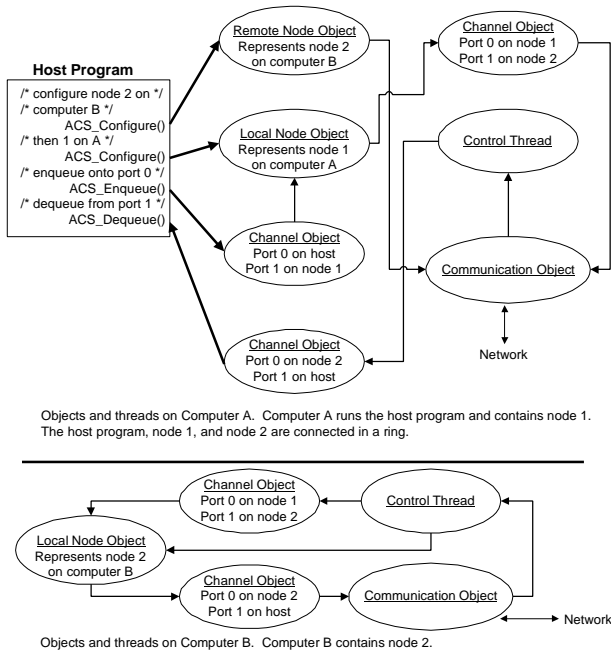 Remote Node Object
Represents node 2
on computer B
Channel Object
Port 0 on node 1
Port 1 on node 2
Host Program
/* configure node 2 on */
/* computer B */
ACS_Configure()
/* then 1 on A */
ACS_Configure()
/* enqueue onto port 0 */
ACS_Enqueue()
/* dequeue from port 1 */
ACS_Dequeue()
Local Node Object
Represents node 1
on computer A
Control Thread
Channel Object
Port 0 on host
Port 1 on node 1
Communication Object
Channel Object
Port 0 on node 2
Port 1 on host
Network
Objects and threads on Computer A. Computer A runs the host program and contains node 1.
The host program, node 1, and node 2 are connected in a ring.
Channel Object
Port 0 on node 1
Port 1 on node 2
Control Thread
Local Node Object
Represents node 2
on computer B
Channel Object
Port 0 on node 2
Port 1 on host
Communication Object
Network
Objects and threads on Computer B. Computer B contains node 2.